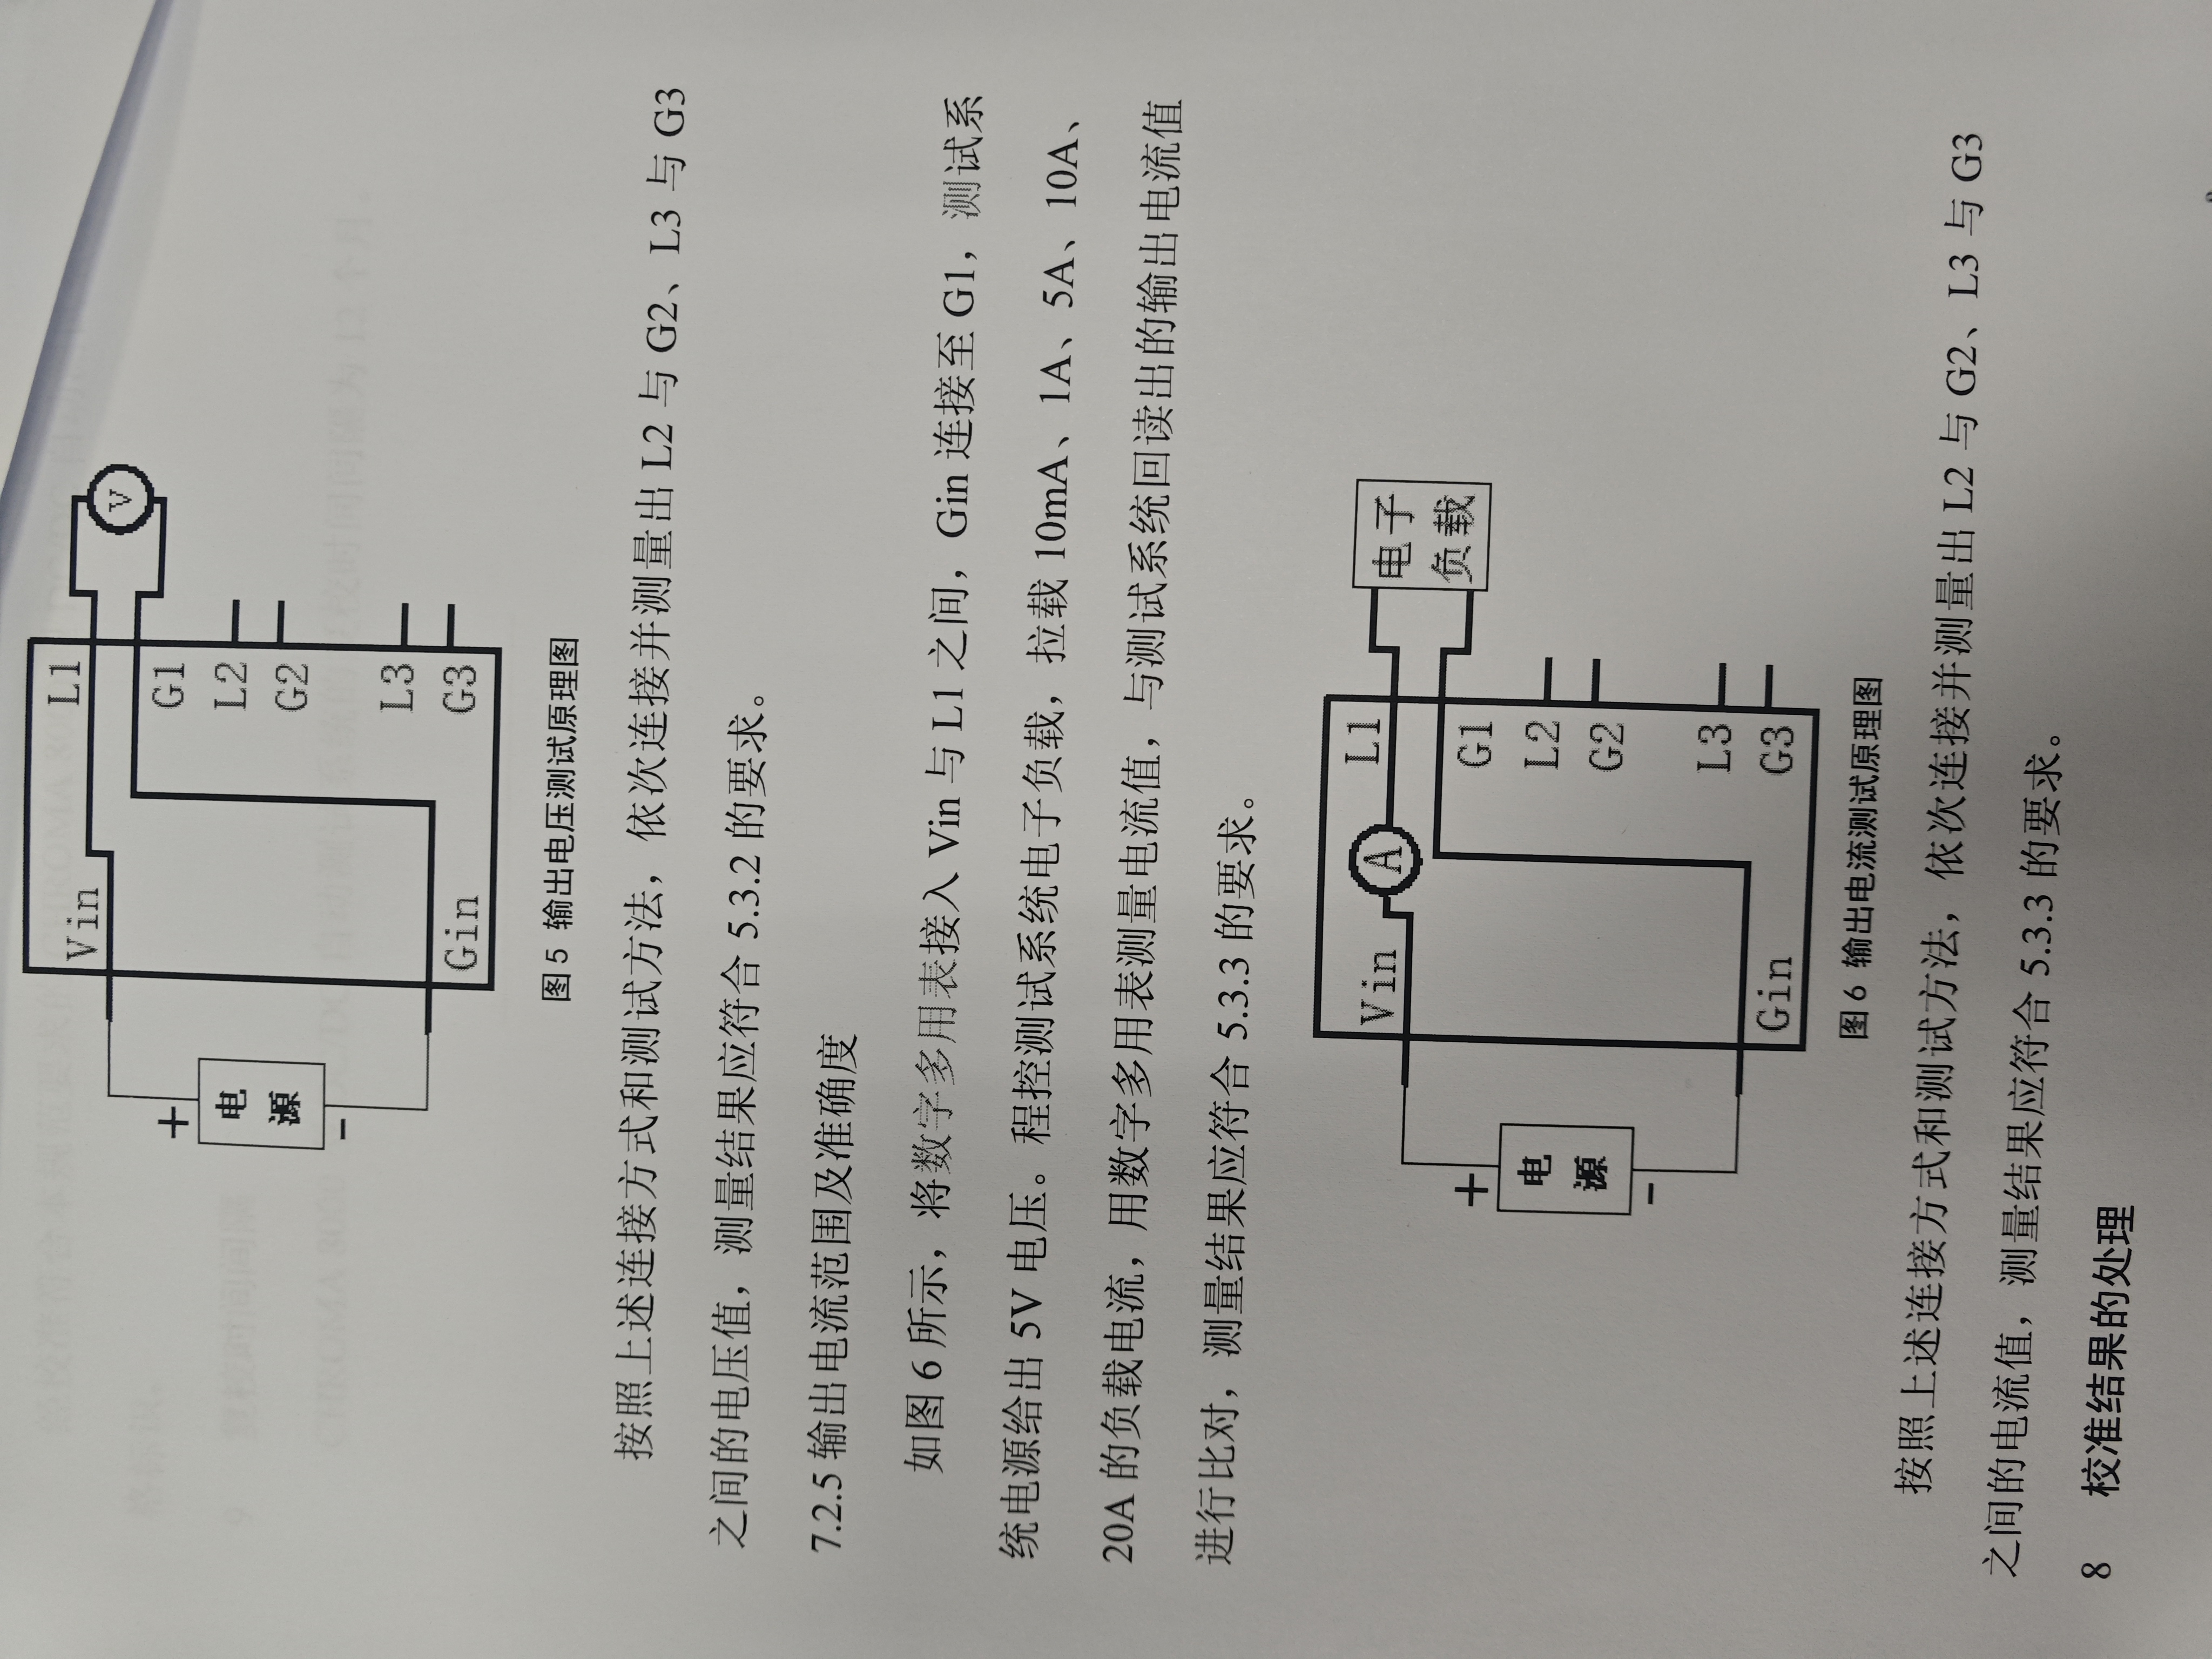 Vin
L1
V
G1
+
电
源
L2
G2
-
L3
Gin
G3
图5 输出电压测试原理图
按照上述连接方式和测试方法，依次连接并测量出 L2 与 G2、L3 与 G3
之间的电压值，测量结果应符合 5.3.2 的要求。
7.2.5 输出电流范围及准确度
如图 6 所示，将数字多用表接入 Vin 与 L1 之间，Gin 连接至 G1，测试系
统电源给出 5V 电压。程控测试系统电子负载，拉载 10mA、1A、5A、10A、
20A 的负载电流，用数字多用表测量电流值，与测试系统回读出的输出电流值
进行比对，测量结果应符合 5.3.3 的要求。
Vin
A
L1
电子
负载
G1
+
电
源
L2
G2
-
L3
Gin
G3
图6 输出电流测试原理图
按照上述连接方式和测试方法，依次连接并测量出 L2 与 G2、L3 与 G3
之间的电流值，测量结果应符合 5.3.3 的要求。
8 校准结果的处理